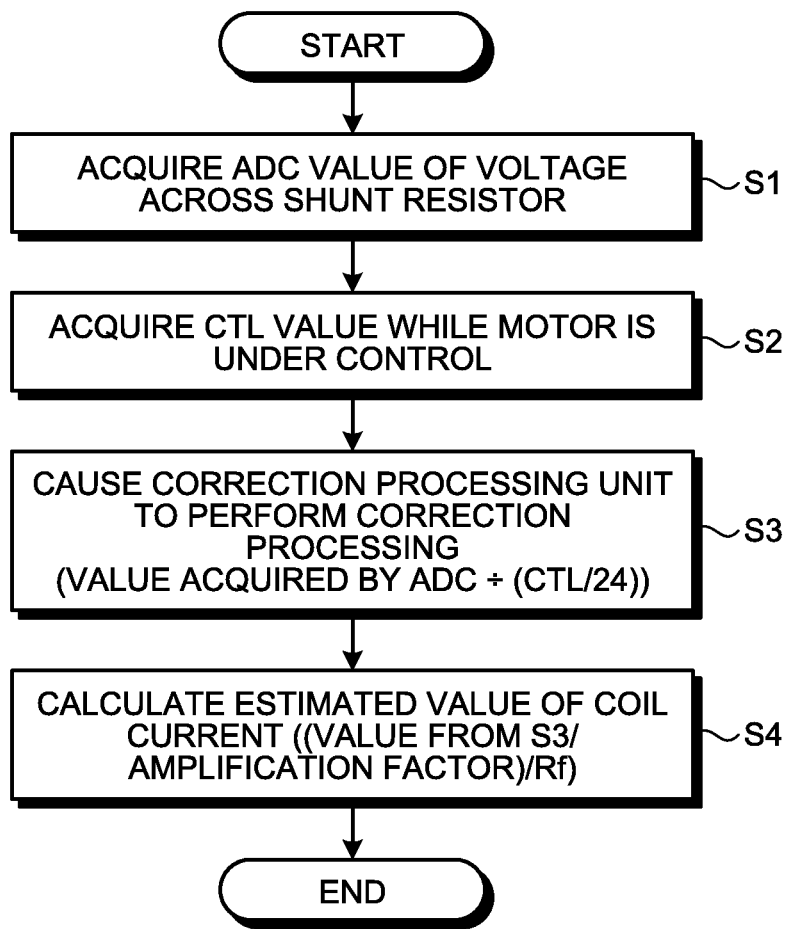 START
ACQUIRE ADC VALUE OF VOLTAGE
ACROSS SHUNT RESISTOR
S1
ACQUIRE CTL VALUE WHILE MOTOR IS
UNDER CONTROL
S2
CAUSE CORRECTION PROCESSING UNIT
TO PERFORM CORRECTION
PROCESSING
(VALUE ACQUIRED BY ADC ÷ (CTL/24))
S3
CALCULATE ESTIMATED VALUE OF COIL
CURRENT ((VALUE FROM S3/
AMPLIFICATION FACTOR)/Rf)
S4
END